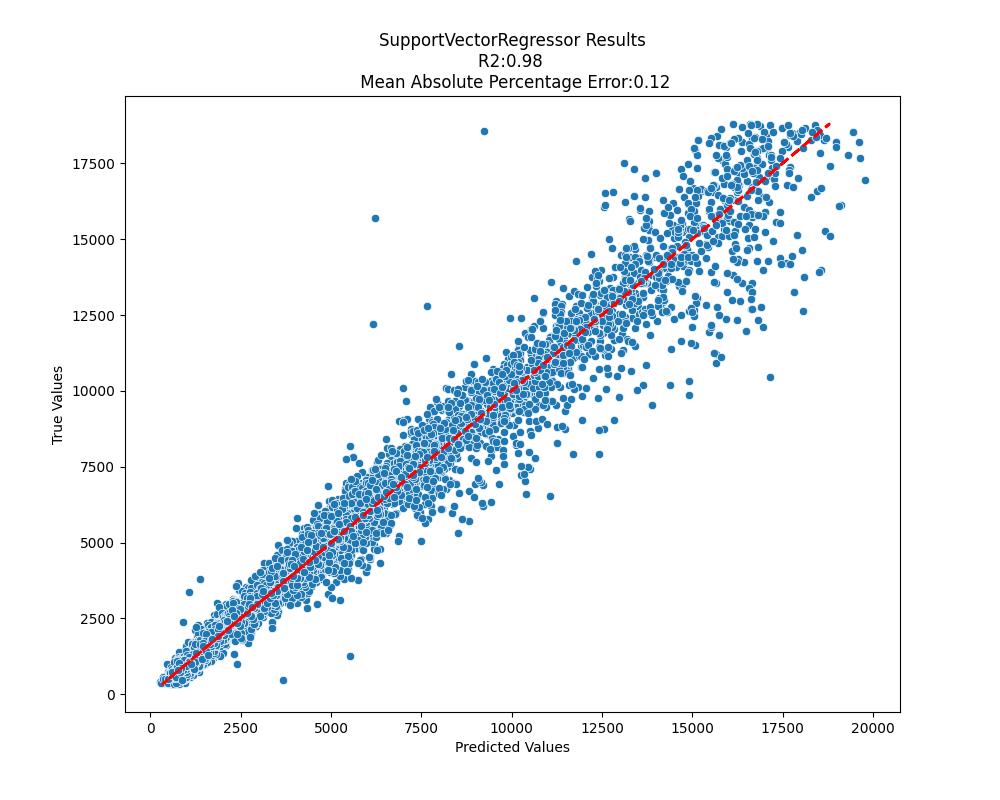 SupportVectorRegressor Results
R2:0.98
Mean Absolute Percentage Error:0.12
17500
15000
12500
10000
7500
5000
2500
0
True Values
0 2500 5000 7500 10000 12500 15000 17500 20000
Predicted Values